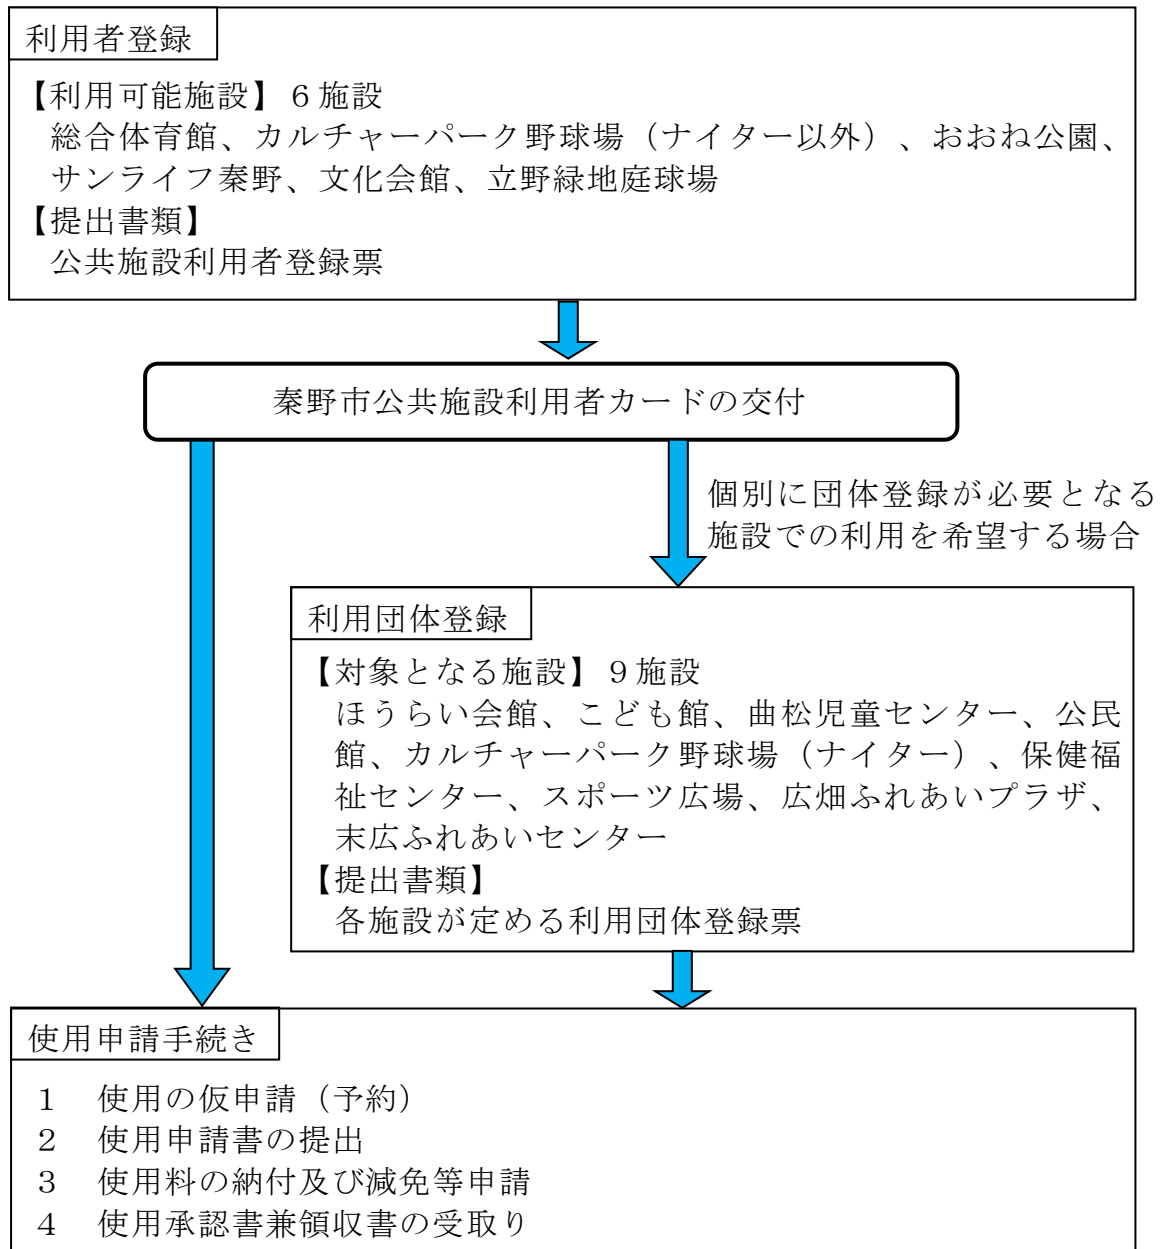 利用者登録
【利用可能施設】６施設
総合体育館、カルチャーパーク野球場（ナイター以外）、おおね公園、
サンライフ秦野、文化会館、立野緑地庭球場
【提出書類】
公共施設利用者登録票
秦野市公共施設利用者カードの交付
個別に団体登録が必要となる
施設での利用を希望する場合
利用団体登録
【対象となる施設】９施設
ほうらい会館、こども館、曲松児童センター、公民
館、カルチャーパーク野球場（ナイター）、保健福
祉センター、スポーツ広場、広畑ふれあいプラザ、
末広ふれあいセンター
【提出書類】
各施設が定める利用団体登録票
使用申請手続き
１　使用の仮申請（予約）
２　使用申請書の提出
３　使用料の納付及び減免等申請
４　使用承認書兼領収書の受取り